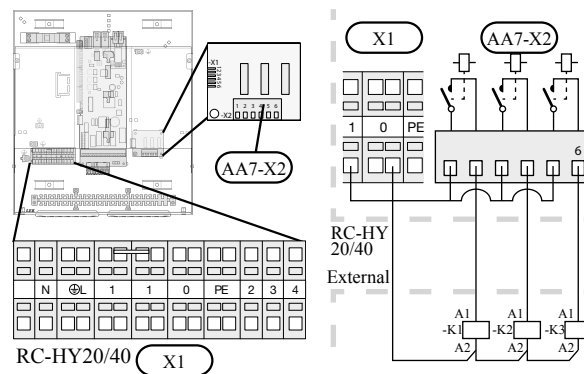 -X1
123456
1 2 3 4 5 6
-X2
AA7-X2
N L 1 1 0 PE 2 3 4
RC-HY20/40
X1
X1
AA7-X2
1 0 PE
6
RC-HY
20/40
External
A1 A1 A1
-K1 -K2 -K3
A2 A2 A2